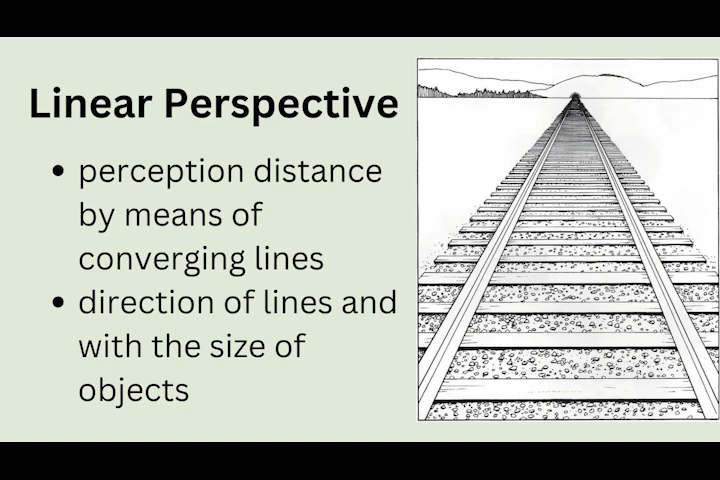 Linear Perspective
• perception distance
by means of
converging lines
• direction of lines and
with the size of
objects